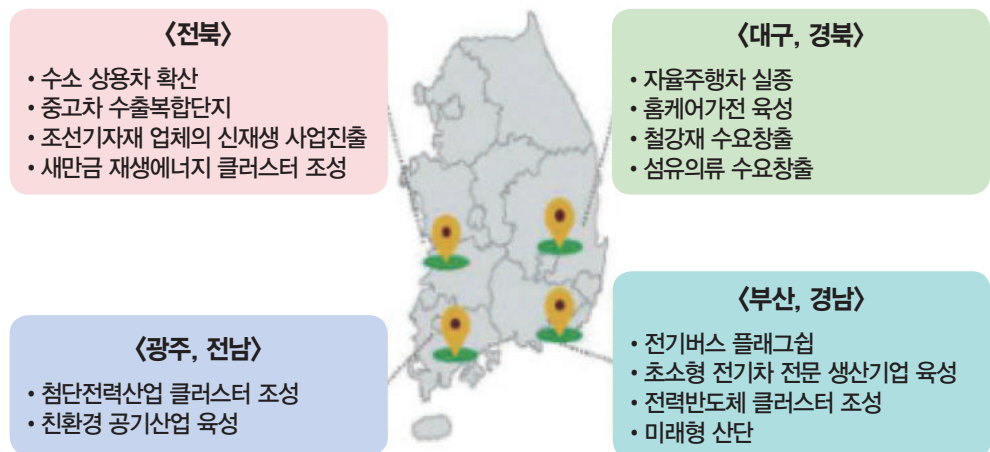 〈전북〉
• 수소 상용차 확산
• 중고차 수출복합단지
• 조선기자재 업체의 신재생 사업진출
• 새만금 재생에너지 클러스터 조성
〈대구, 경북〉
• 자율주행차 실종
• 홈케어가전 육성
• 철강재 수요창출
• 섬유의류 수요창출
〈광주, 전남〉
• 첨단전력산업 클러스터 조성
• 친환경 공기산업 육성
〈부산, 경남〉
• 전기버스 플래그쉽
• 초소형 전기차 전문 생산기업 육성
• 전력반도체 클러스터 조성
• 미래형 산단